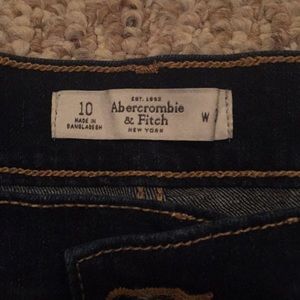 EST. 1892
10
Abercrombie
W
MADE IN
BANGLADESH
& Fitch
NEW YORK